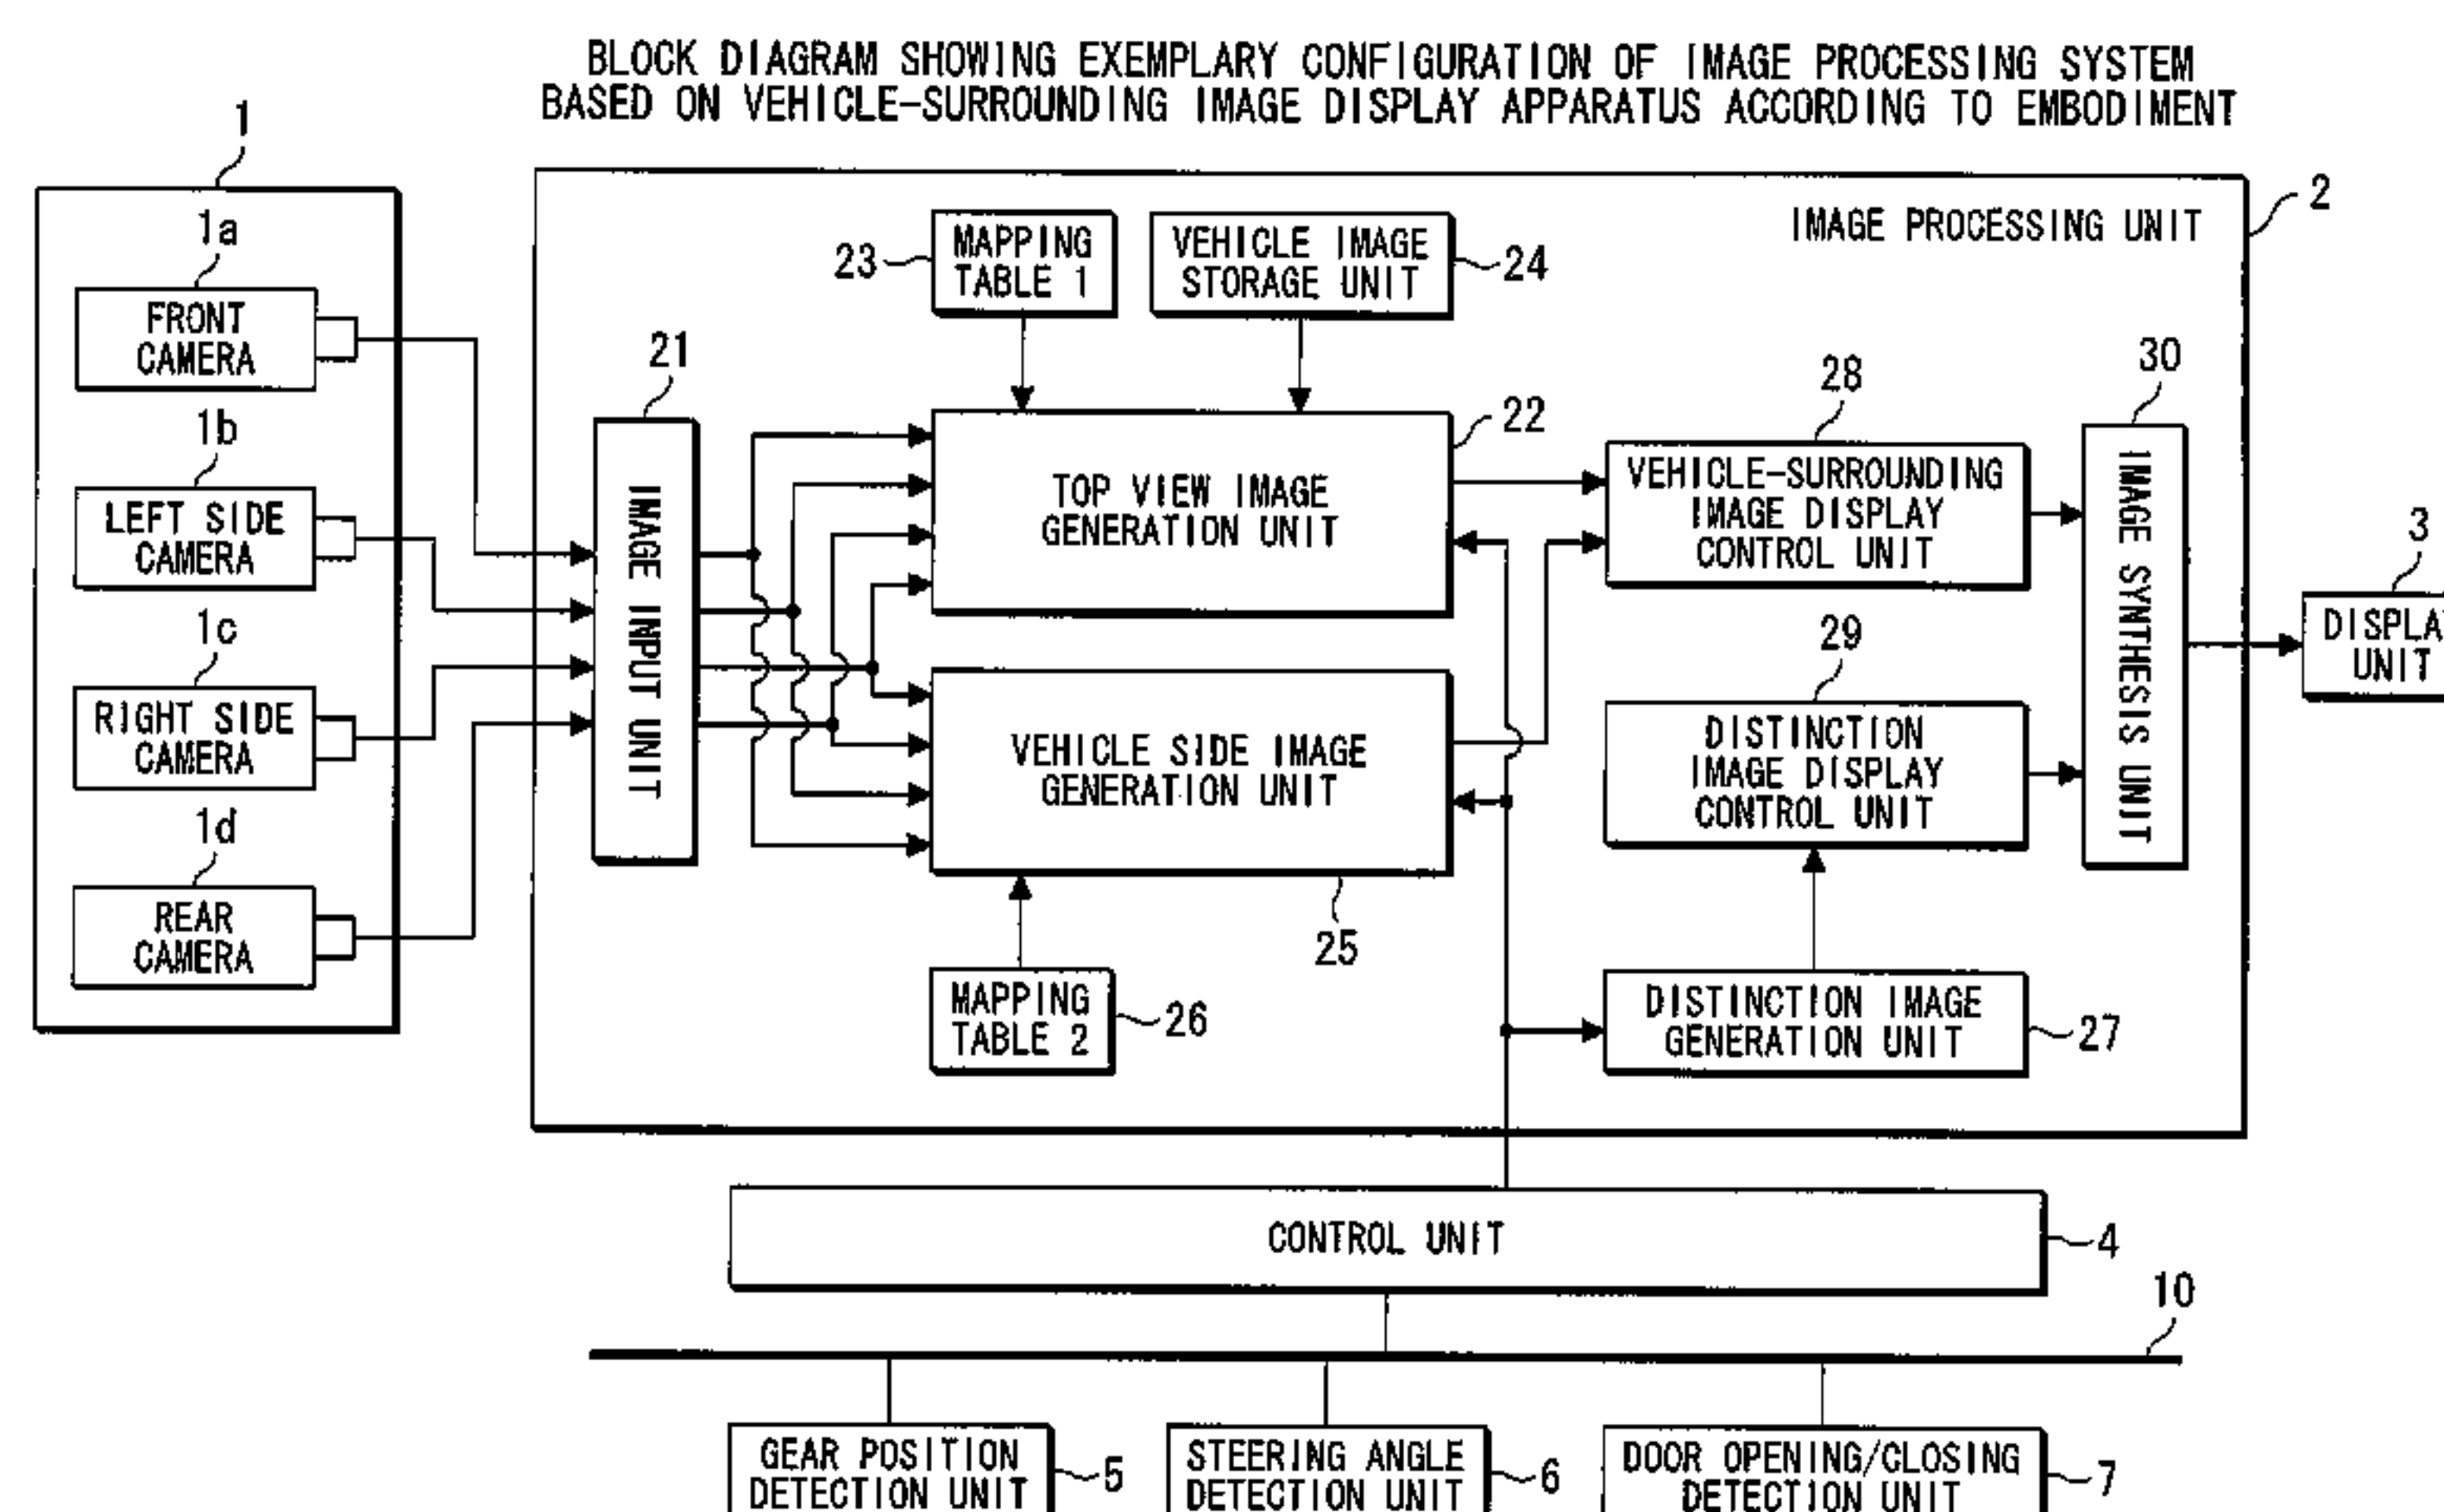 BLOCK DIAGRAM SHOWING EXEMPLARY CONFIGURATION OF IMAGE PROCESSING SYSTEM
BASED ON VEHICLE-SURROUNDING IMAGE DISPLAY APPARATUS ACCORDING TO EMBODIMENT
1
1a
FRONT
CAMERA
1b
LEFT SIDE
CAMERA
1c
RIGHT SIDE
CAMERA
1d
REAR
CAMERA
2
IMAGE PROCESSING UNIT
21
IMAGE INPUT UNIT
23
MAPPING
TABLE 1
VEHICLE IMAGE
STORAGE UNIT
24
22
TOP VIEW IMAGE
GENERATION UNIT
VEHICLE SIDE IMAGE
GENERATION UNIT
25
MAPPING
TABLE 2
26
28
VEHICLE-SURROUNDING
IMAGE DISPLAY
CONTROL UNIT
29
DISTINCTION
IMAGE DISPLAY
CONTROL UNIT
DISTINCTION IMAGE
GENERATION UNIT
27
30
IMAGE SYNTHESIS UNIT
3
DISPLA
UNIT
CONTROL UNIT
4
10
GEAR POSITION
DETECTION UNIT
5
STEERING ANGLE
DETECTION UNIT
6
DOOR OPENING/CLOSING
DETECTION UNIT
7